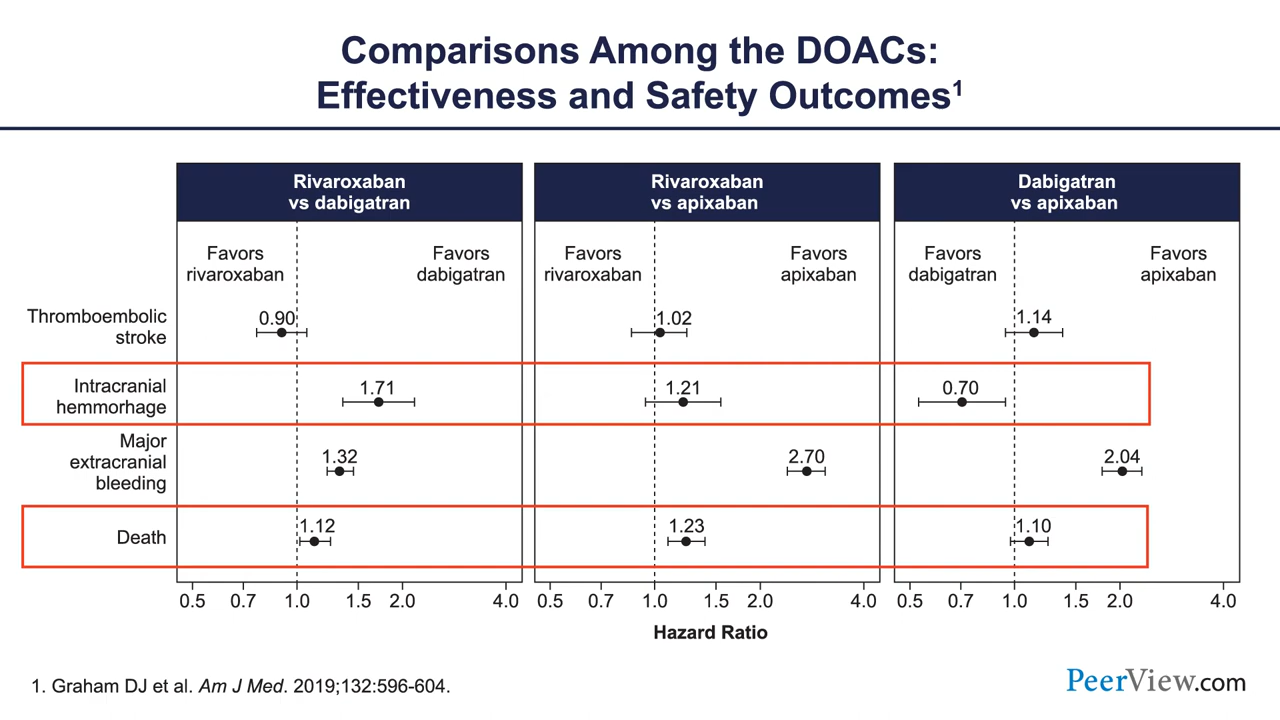 Comparisons Among the DOACs:
Effectiveness and Safety Outcomes1
Rivaroxaban
vs dabigatran
Rivaroxaban
vs apixaban
Dabigatran
vs apixaban
Favors
rivaroxaban
Favors
dabigatran
Favors
rivaroxaban
Favors
apixaban
Favors
dabigatran
Favors
apixaban
Thromboembolic
stroke
0.90
1.02
1.14
Intracranial
hemmorhage
1.71
1.21
0.70
Major
extracranial
bleeding
1.32
2.70
2.04
Death
1.12
1.23
1.10
0.5 0.7 1.0 1.5 2.0 4.0
0.5 0.7 1.0 1.5 2.0 4.0
0.5 0.7 1.0 1.5 2.0 4.0
Hazard Ratio
1. Graham DJ et al. Am J Med. 2019;132:596-604.
PeerView.com